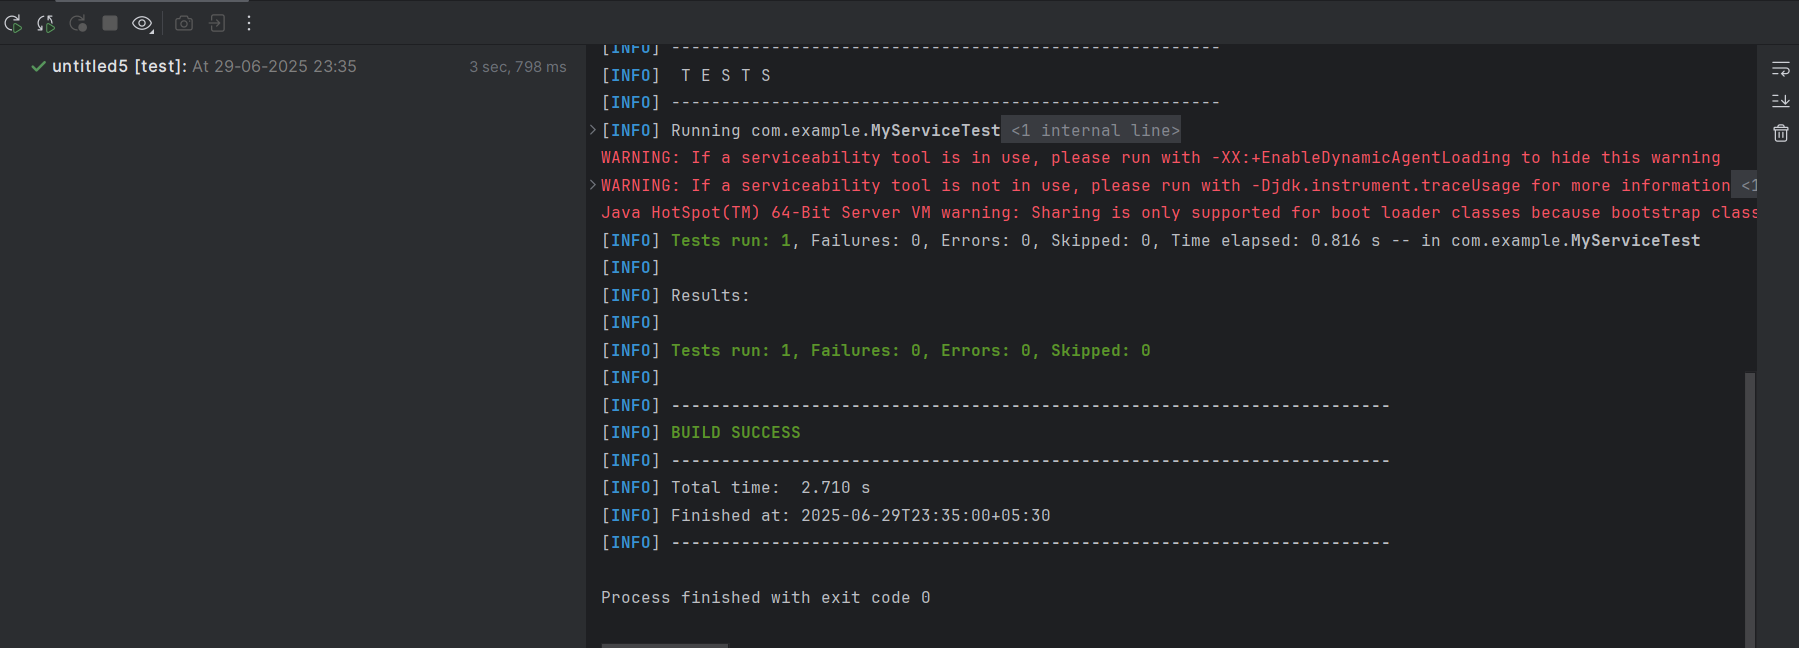 untitled5 [test]: At 29-06-2025 23:35 3 sec, 798 ms
[INFO] -------------------------------------------------------
[INFO]  T E S T S
[INFO] -------------------------------------------------------
[INFO] Running com.example.MyServiceTest <1 internal line>
WARNING: If a serviceability tool is in use, please run with -XX:+EnableDynamicAgentLoading to hide this warning
WARNING: If a serviceability tool is not in use, please run with -Djdk.instrument.traceUsage for more information <1
Java HotSpot(TM) 64-Bit Server VM warning: Sharing is only supported for boot loader classes because bootstrap class
[INFO] Tests run: 1, Failures: 0, Errors: 0, Skipped: 0, Time elapsed: 0.816 s -- in com.example.MyServiceTest
[INFO]
[INFO] Results:
[INFO]
[INFO] Tests run: 1, Failures: 0, Errors: 0, Skipped: 0
[INFO]
[INFO] ------------------------------------------------------------------------
[INFO] BUILD SUCCESS
[INFO] ------------------------------------------------------------------------
[INFO] Total time:  2.710 s
[INFO] Finished at: 2025-06-29T23:35:00+05:30
[INFO] ------------------------------------------------------------------------
Process finished with exit code 0